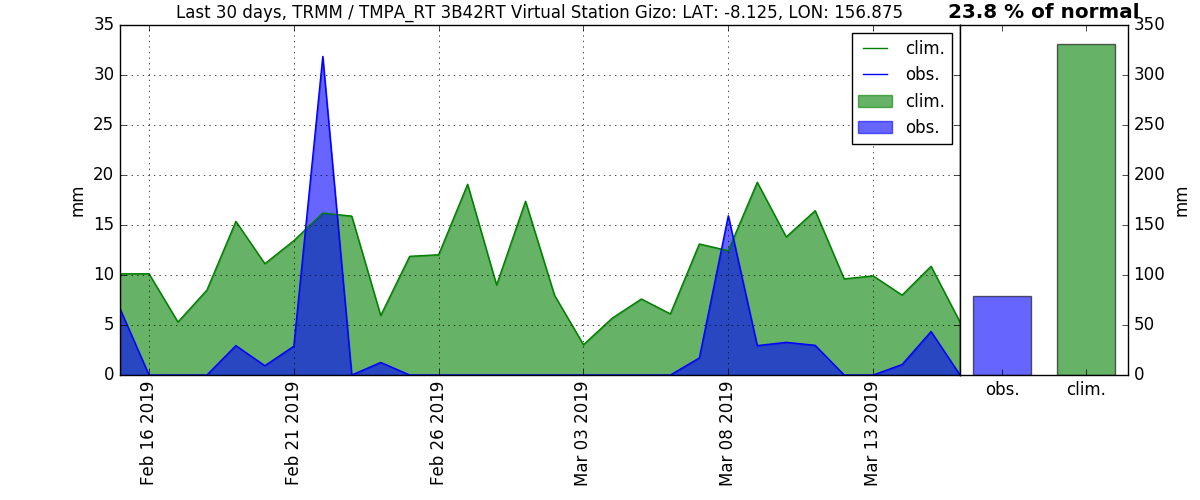 Last 30 days, TRMM / TMPA_RT 3B42RT Virtual Station Gizo: LAT: -8.125, LON: 156.875
23.8 % of normal
35
30
25
20
15
10
5
0
mm
clim.
obs.
clim.
obs.
Feb 16 2019
Feb 21 2019
Feb 26 2019
Mar 03 2019
Mar 08 2019
Mar 13 2019
350
300
250
200
150
100
50
0
mm
obs.
clim.